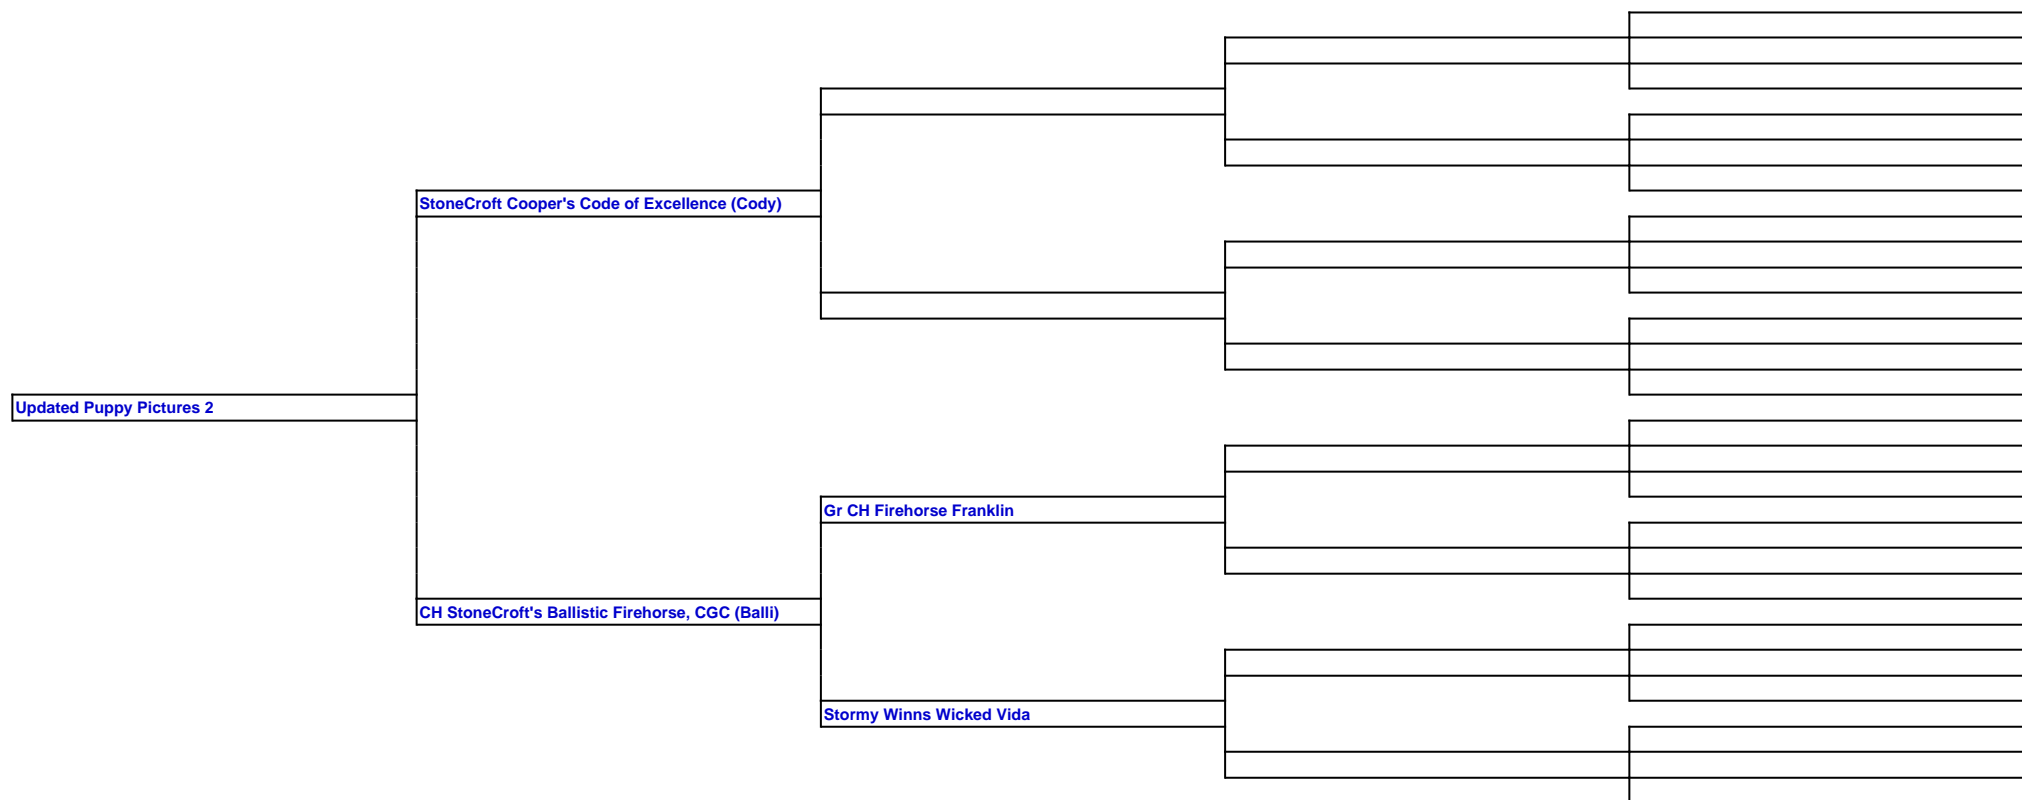 StoneCroft Cooper's Code of Excellence (Cody)
Updated Puppy Pictures 2
Gr CH Firehorse Franklin
CH StoneCroft's Ballistic Firehorse, CGC (Balli)
Stormy Winns Wicked Vida